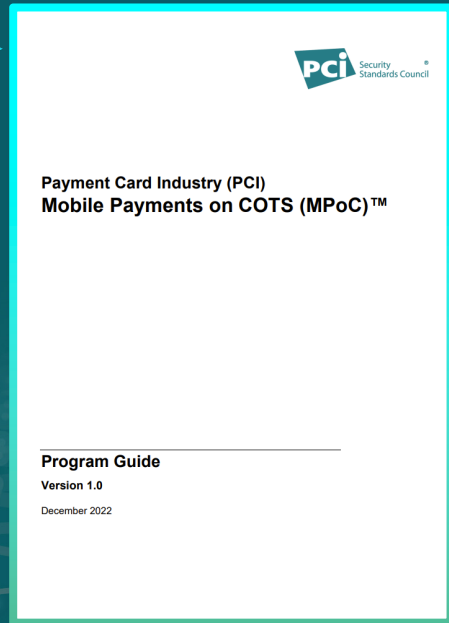 PCI Security ®
Standards Council
Payment Card Industry (PCI)
Mobile Payments on COTS (MPoC)™
Program Guide
Version 1.0
December 2022